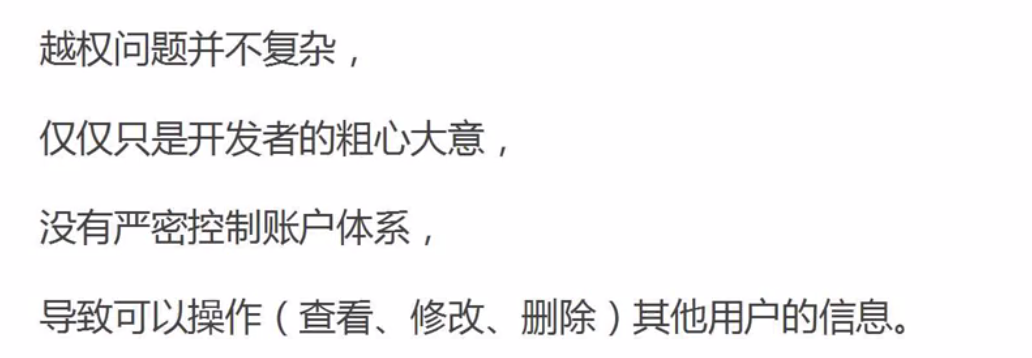 越权问题并不复杂，
仅仅只是开发者的粗心大意，
没有严密控制账户体系，
导致可以操作（查看、修改、删除）其他用户的信息。